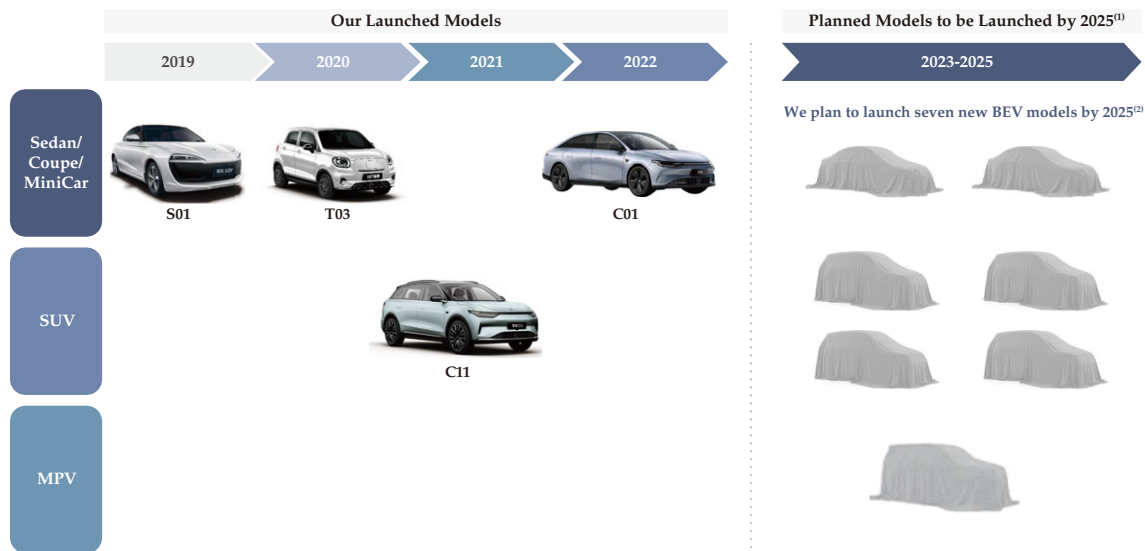 Our Launched Models
Planned Models to be Launched by 2025(1)
2019
2020
2021
2022
2023-2025
We plan to launch seven new BEV models by 2025(2)
Sedan/
Coupe/
MiniCar
S01
T03
C01
SUV
C11
MPV